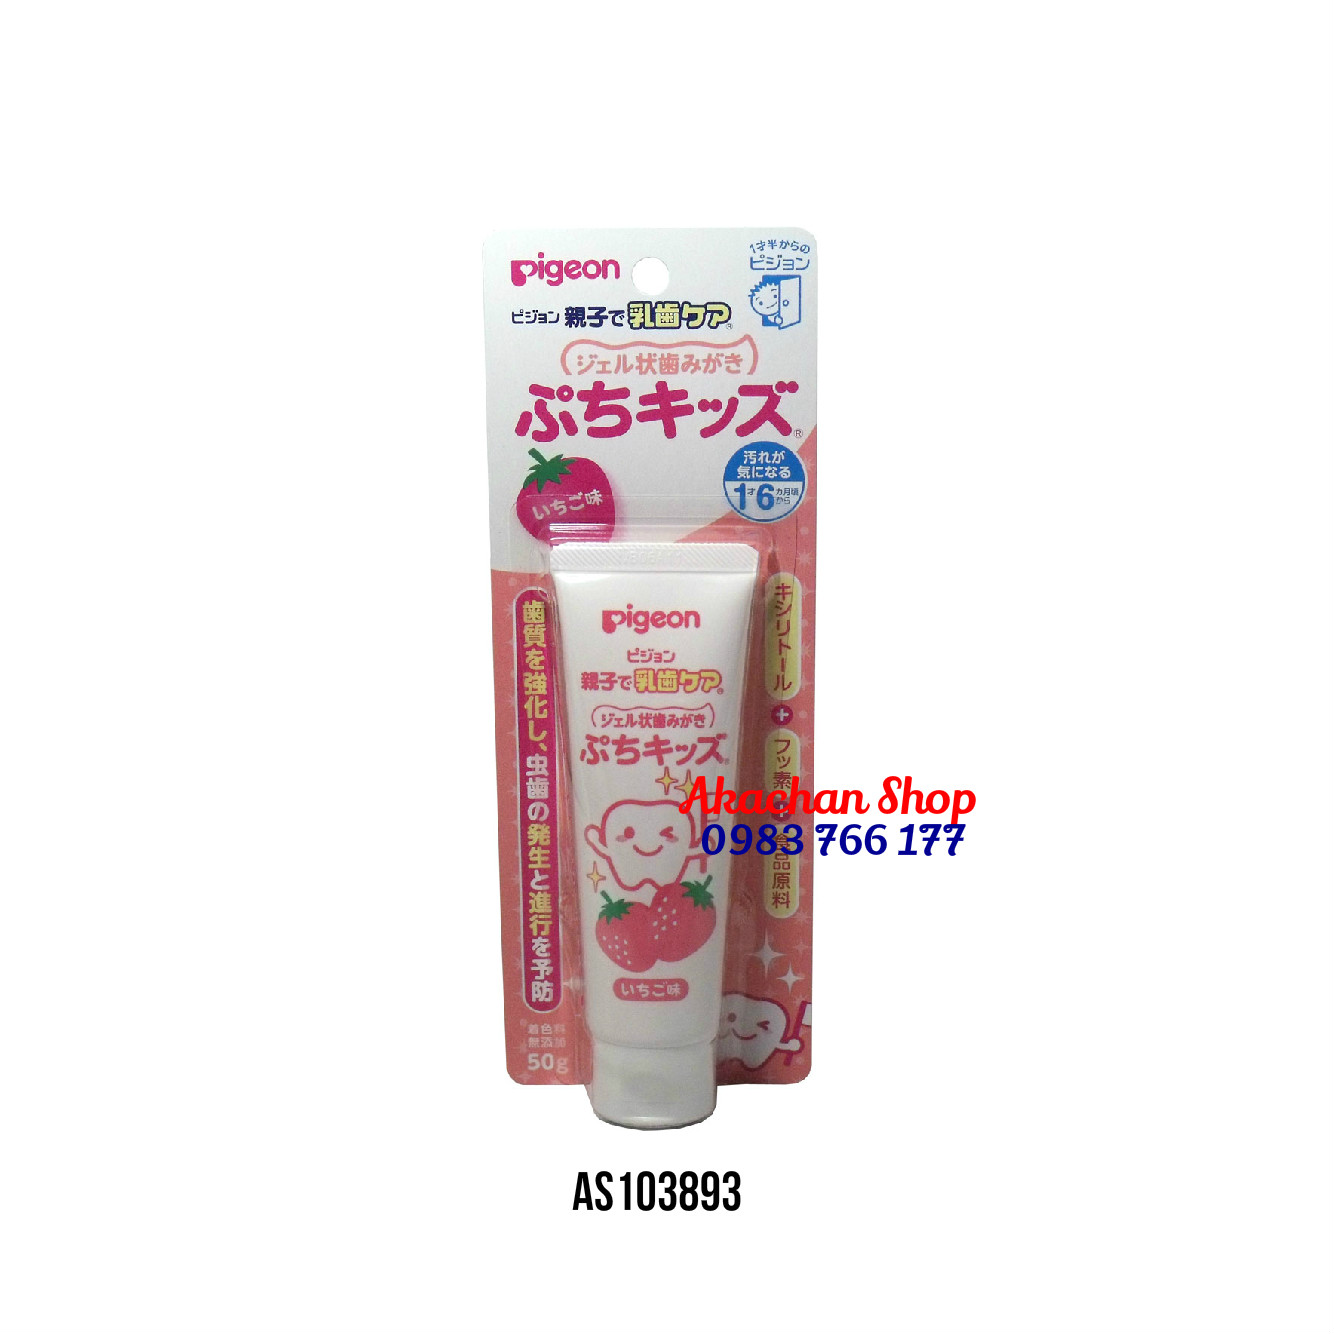 pigeon
1才半からの
ピジョン
ピジョン 親子で乳歯ケア®
ジェル状歯みがき
ぷちキッズ®
汚れが
気になる
1才6カ月頃から
いちご味
歯質を強化し、虫歯の発生と進行を予防
キシリトール
+
フッ素
+
食品原料
pigeon
ピジョン
親子で乳歯ケア®
ジェル状歯みがき
ぷちキッズ®
Akachan Shop
0983 766 177
いちご味
着色料
無添加
50g
AS103893